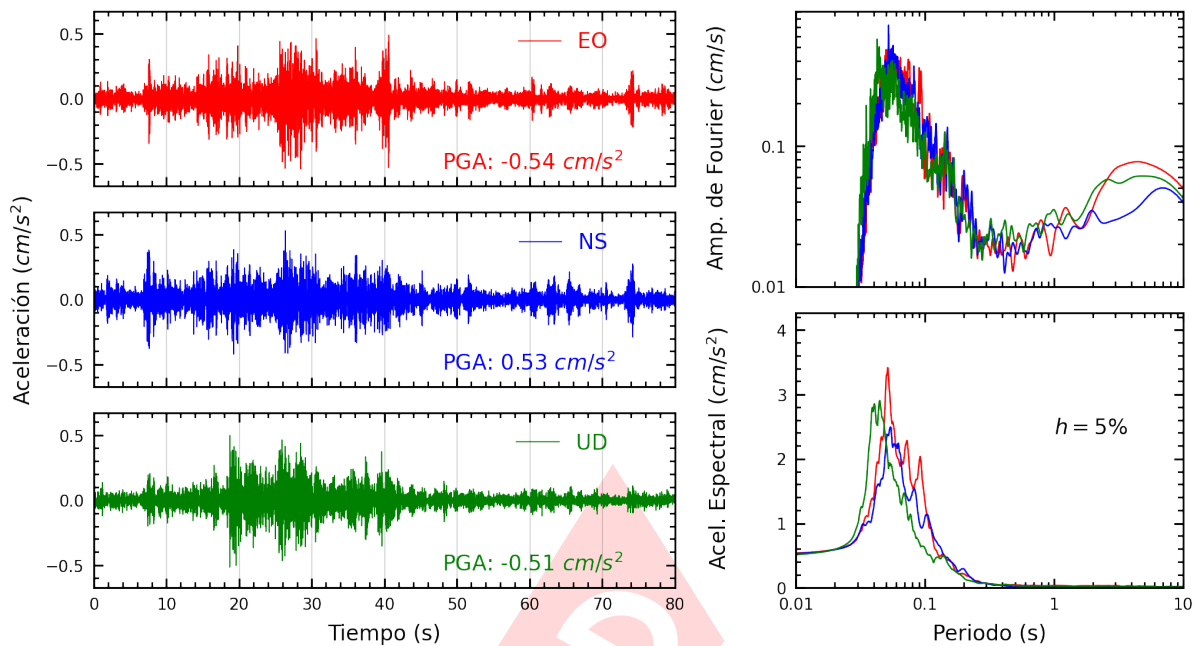 Aceleración (cm/s²)
0.5
0.0
−0.5
EO
PGA: -0.54 cm/s²
0.5
0.0
−0.5
NS
PGA: 0.53 cm/s²
0.5
0.0
−0.5
UD
PGA: -0.51 cm/s²
0 10 20 30 40 50 60 70 80
Tiempo (s)
Amp. de Fourier (cm/s)
0.1
0.01
Acel. Espectral (cm/s²)
4
3
2
1
0
h = 5%
0.01 0.1 1 10
Periodo (s)